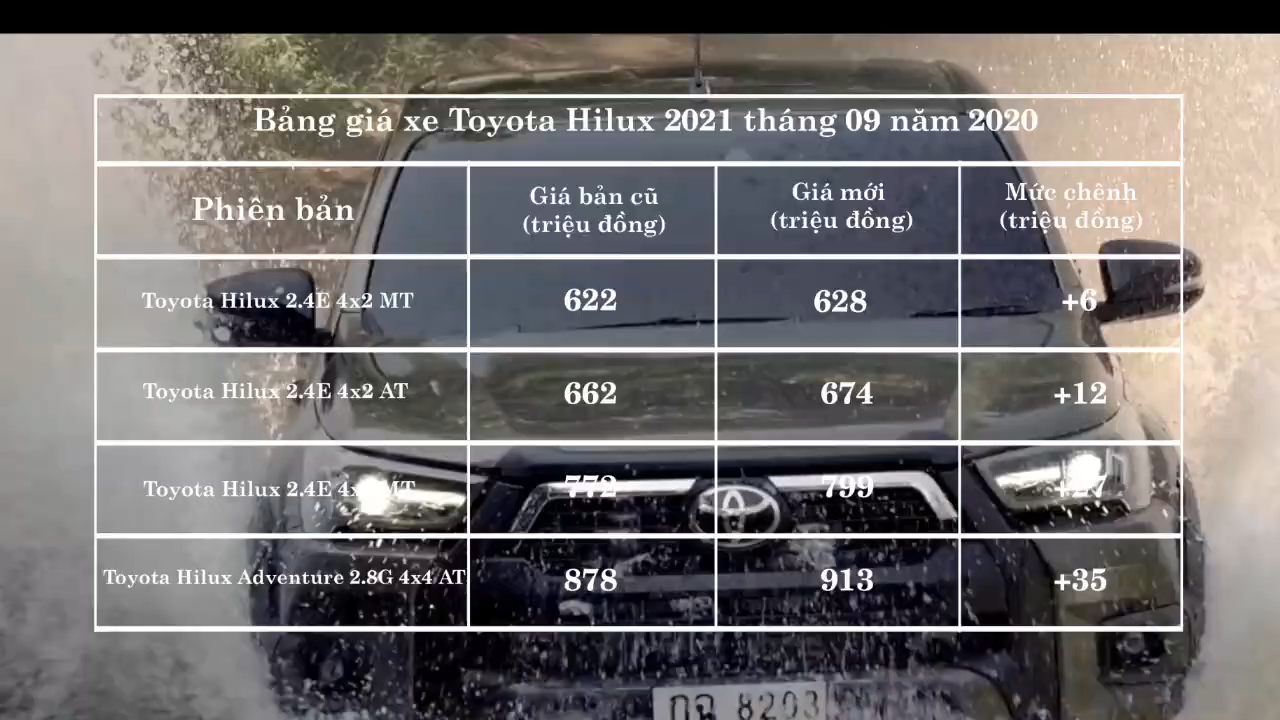 Bảng giá xe Toyota Hilux 2021 tháng 09 năm 2020
Phiên bản
Giá bản cũ
(triệu đồng)
Giá mới
(triệu đồng)
Mức chênh
(triệu đồng)
Toyota Hilux 2.4E 4x2 MT
622
628
+6
Toyota Hilux 2.4E 4x2 AT
662
674
+12
Toyota Hilux 2.4E MT
772
799
+27
Toyota Hilux Adventure 2.8G 4x4 AT
878
913
+35
8203